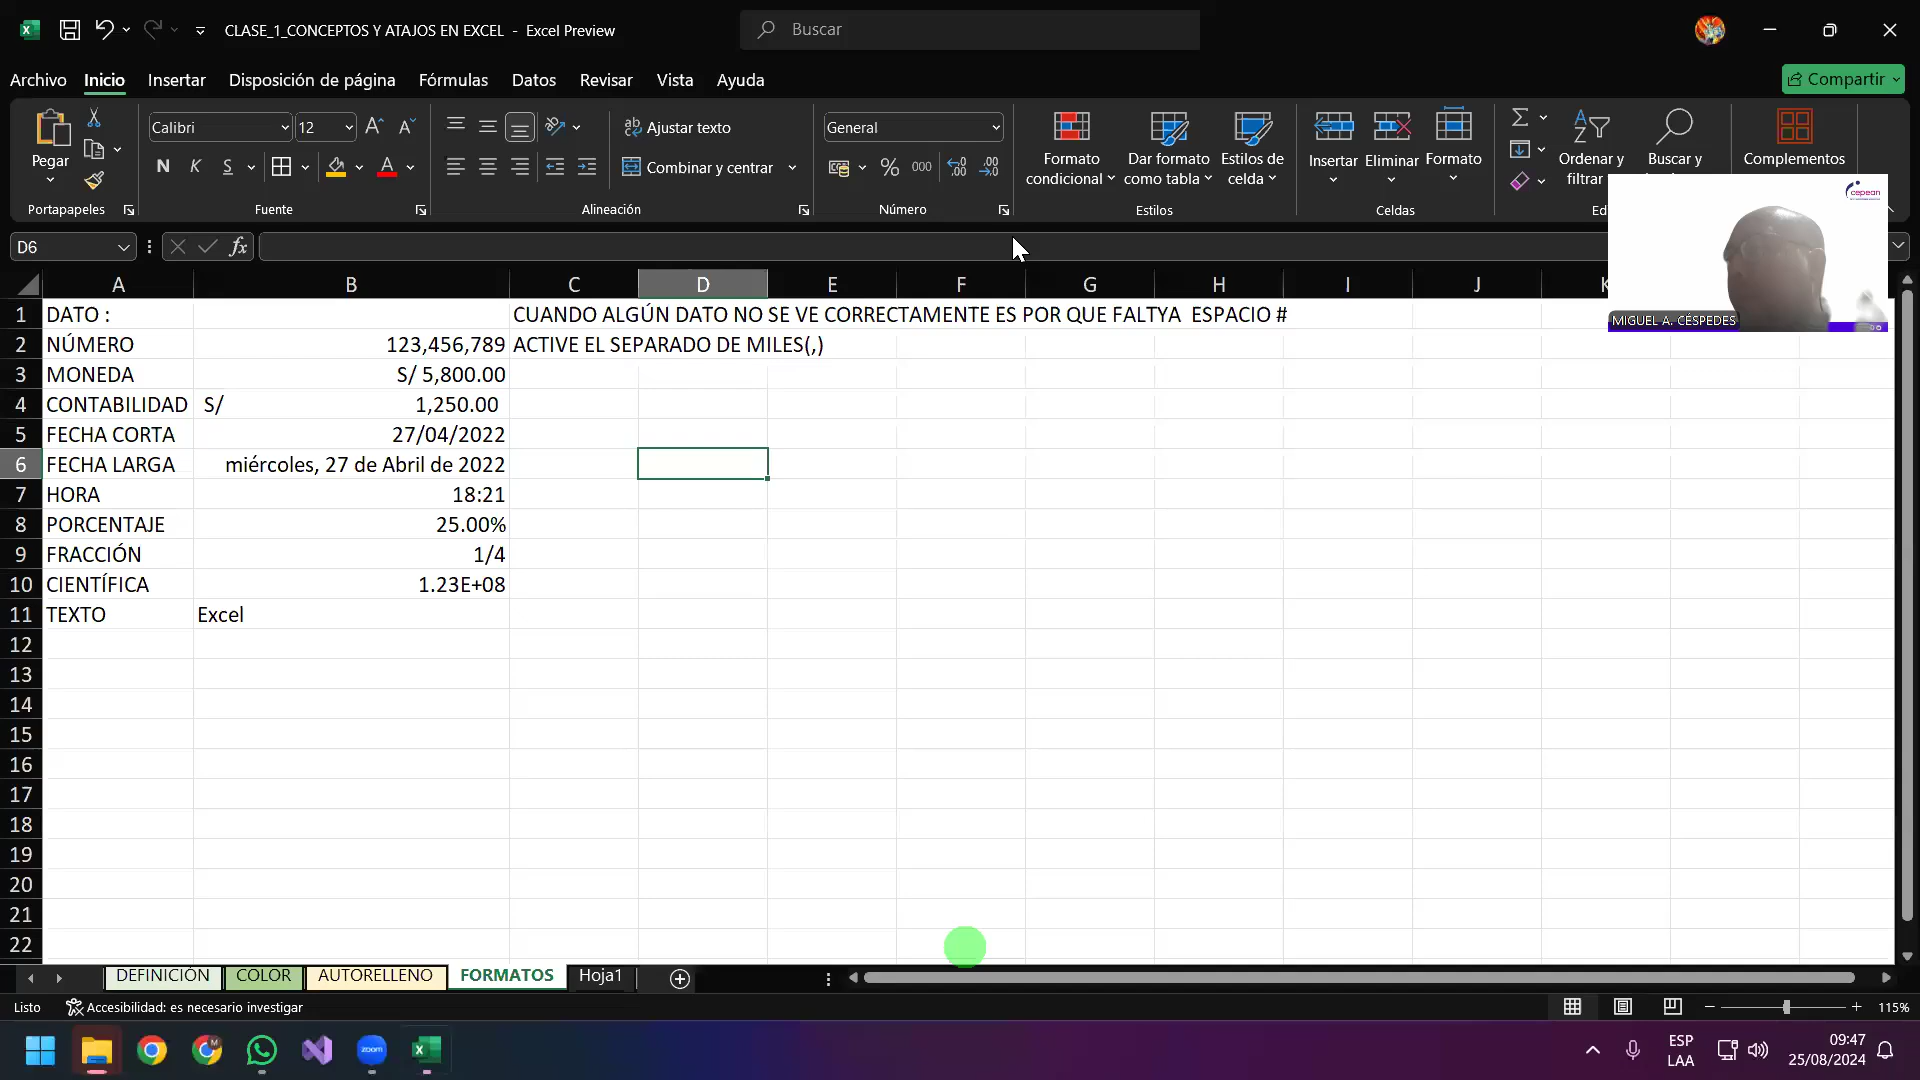 CLASE_1_CONCEPTOS Y ATAJOS EN EXCEL - Excel Preview
Buscar
Archivo Inicio Insertar Disposición de página Fórmulas Datos Revisar Vista Ayuda
Compartir
Pegar
Portapapeles
Calibri 12
N K S
Fuente
Ajustar texto
Combinar y centrar
Alineación
General
% 000
Número
Formato condicional
Dar formato como tabla
Estilos de celda
Estilos
Insertar Eliminar Formato
Celdas
Ordenar y filtrar
Buscar y
Ed
Complementos
cepean
MIGUEL A. CÉSPEDES
D6
fx
A B C D E F G H I J K
1 DATO : CUANDO ALGÚN DATO NO SE VE CORRECTAMENTE ES POR QUE FALTYA ESPACIO #
2 NÚMERO 123,456,789 ACTIVE EL SEPARADO DE MILES(,)
3 MONEDA S/ 5,800.00
4 CONTABILIDAD S/ 1,250.00
5 FECHA CORTA 27/04/2022
6 FECHA LARGA miércoles, 27 de Abril de 2022
7 HORA 18:21
8 PORCENTAJE 25.00%
9 FRACCIÓN 1/4
10 CIENTÍFICA 1.23E+08
11 TEXTO Excel
12
13
14
15
16
17
18
19
20
21
22
DEFINICIÓN COLOR AUTORELLENO FORMATOS Hoja1
Listo Accesibilidad: es necesario investigar 115%
zoom
ESP
LAA
09:47
25/08/2024